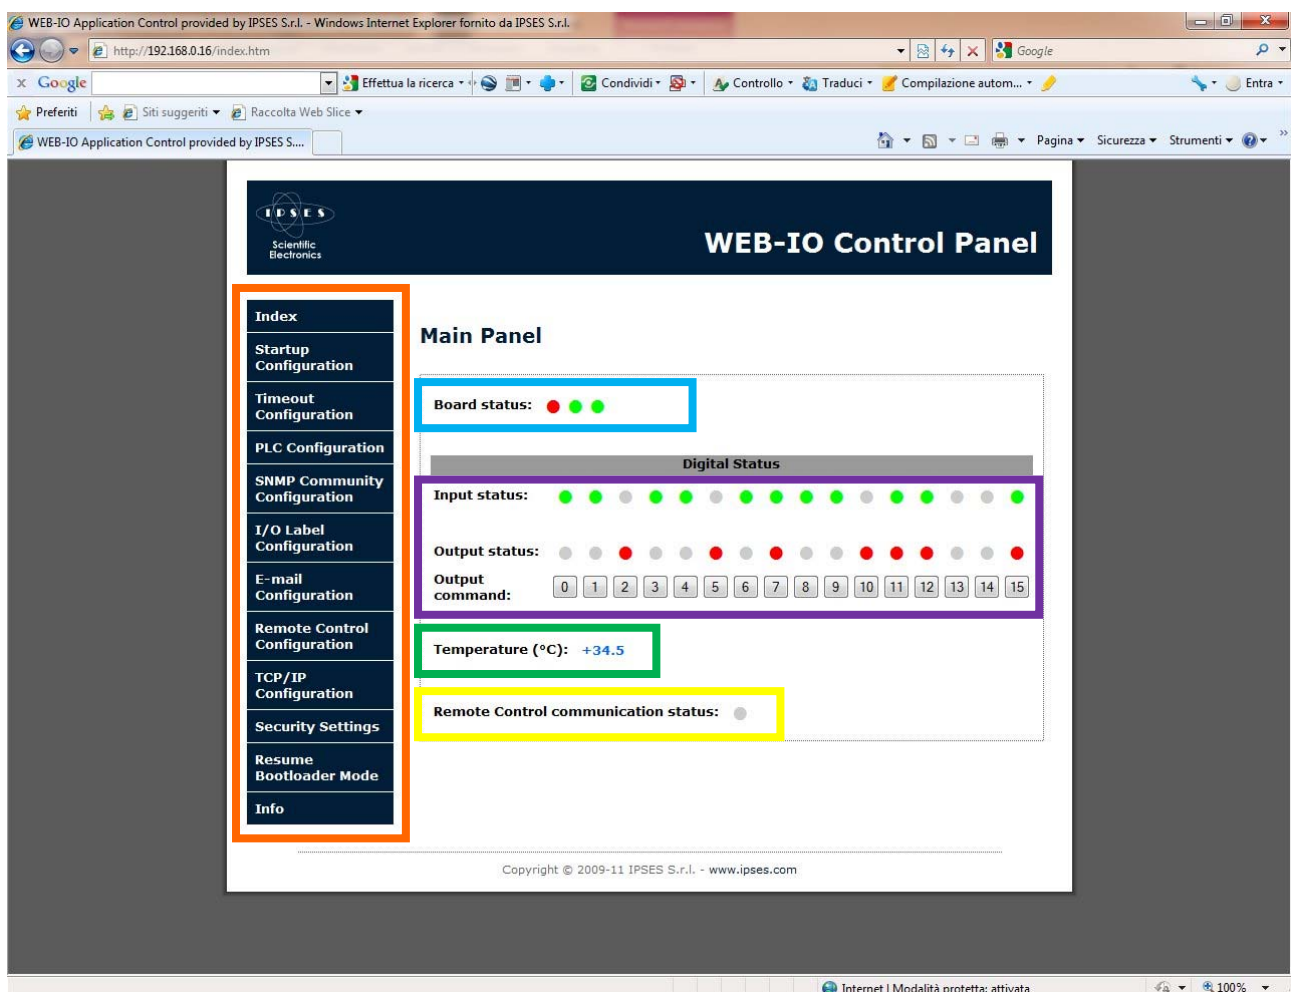 WEB-IO Application Control provided by IPSES S.r.l. - Windows Internet Explorer fornito da IPSES S.r.l.
http://192.168.0.16/index.htm
Google
x Google
Effettua la ricerca
Condividi
Controllo
Traduci
Compilazione autom...
Entra
Preferiti
Siti suggeriti
Raccolta Web Slice
WEB-IO Application Control provided by IPSES S....
Pagina
Sicurezza
Strumenti
IPSES
Scientific
Electronics
WEB-IO Control Panel
Index
Startup
Configuration
Timeout
Configuration
PLC Configuration
SNMP Community
Configuration
I/O Label
Configuration
E-mail
Configuration
Remote Control
Configuration
TCP/IP
Configuration
Security Settings
Resume
Bootloader Mode
Info
Main Panel
Board status:
Digital Status
Input status:
Output status:
Output
command:
0 1 2 3 4 5 6 7 8 9 10 11 12 13 14 15
Temperature (°C): +34.5
Remote Control communication status:
Copyright © 2009-11 IPSES S.r.l. - www.ipses.com
Internet | Modalità protetta: attivata
100%